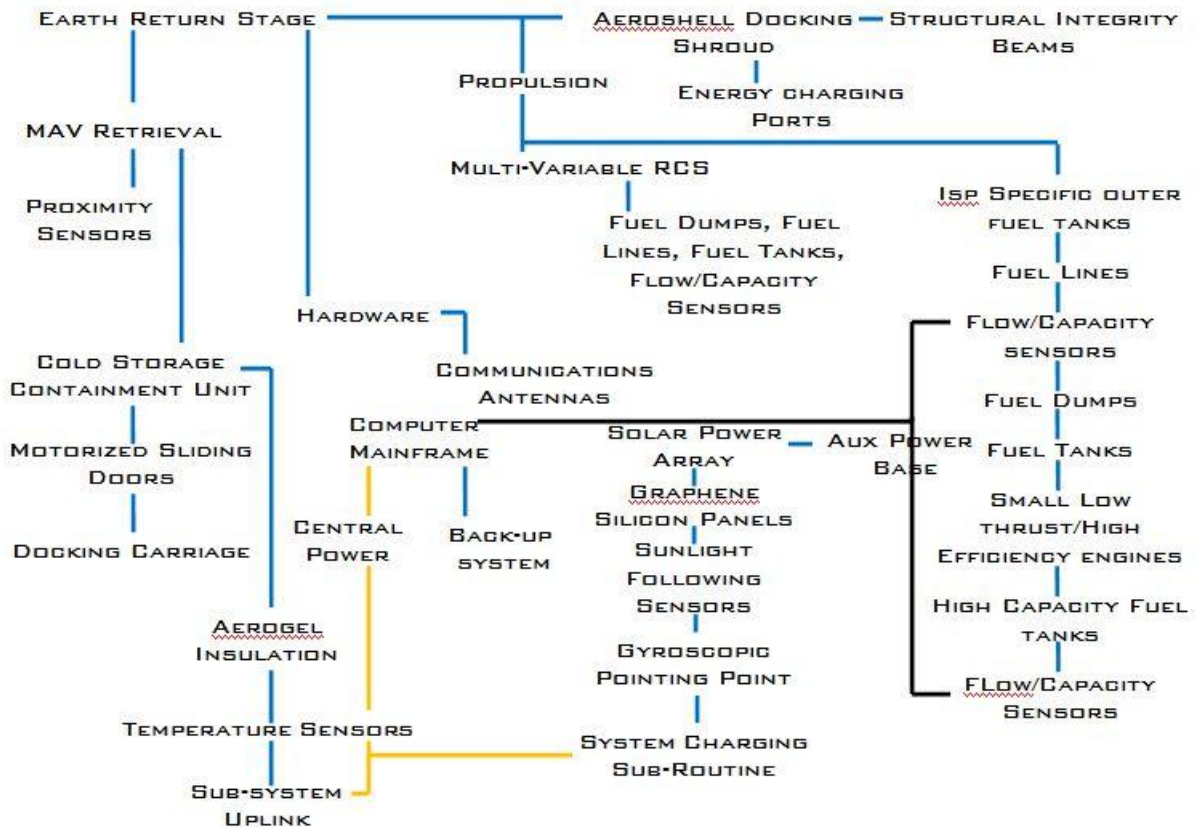 Earth Return Stage
Aeroshell Docking
Shroud
Structural Integrity
Beams
Propulsion
Energy charging
Ports
MAV Retrieval
Multi-Variable RCS
Proximity
Sensors
Isp Specific outer
fuel tanks
Fuel Dumps, Fuel
Lines, Fuel Tanks,
Flow/Capacity
Sensors
Fuel Lines
Hardware
Flow/Capacity
sensors
Cold Storage
Containment Unit
Communications
Antennas
Fuel Dumps
Computer
Mainframe
Solar Power
Array
Aux Power
Base
Fuel Tanks
Motorized Sliding
Doors
Graphene
Silicon Panels
Small Low
thrust/High
Efficiency engines
Docking Carriage
Central
Power
Back-up
system
Sunlight
Following
Sensors
High Capacity Fuel
tanks
Aerogel
Insulation
Gyroscopic
Pointing Point
FLow/Capacity
Sensors
Temperature Sensors
System Charging
Sub-Routine
Sub-system
Uplink